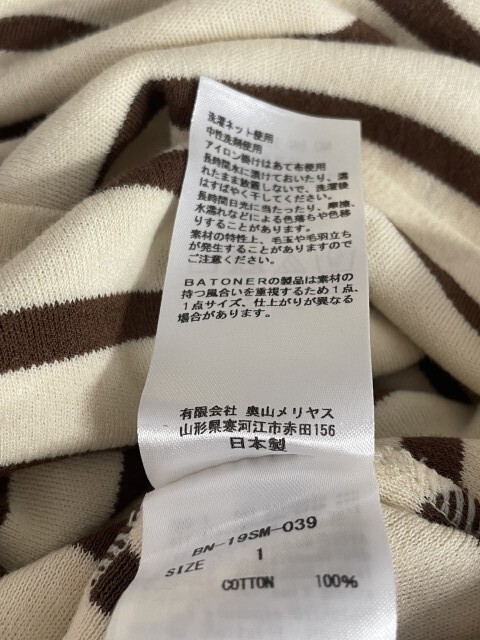 洗濯ネット使用
中性洗剤使用
アイロン掛けはあて布使用
長時間水に漬けておいたり、濡
れたまま放置しないで、洗濯後
はすばやく干してください。
長時間日光に当たったり、摩擦、
水濡れなどによる色落ちや色移
りすることがあります。
素材の特性上、毛玉や毛羽立ち
が発生することがありますので
ご注意ください。
BATONERの製品は素材の
持つ風合いを重視するため1点、
1点サイズ、仕上がりが異なる
場合があります。
有限会社 奥山メリヤス
山形県寒河江市赤田156
日本製
BN-19SM-039
SIZE 1
COTTON 100%